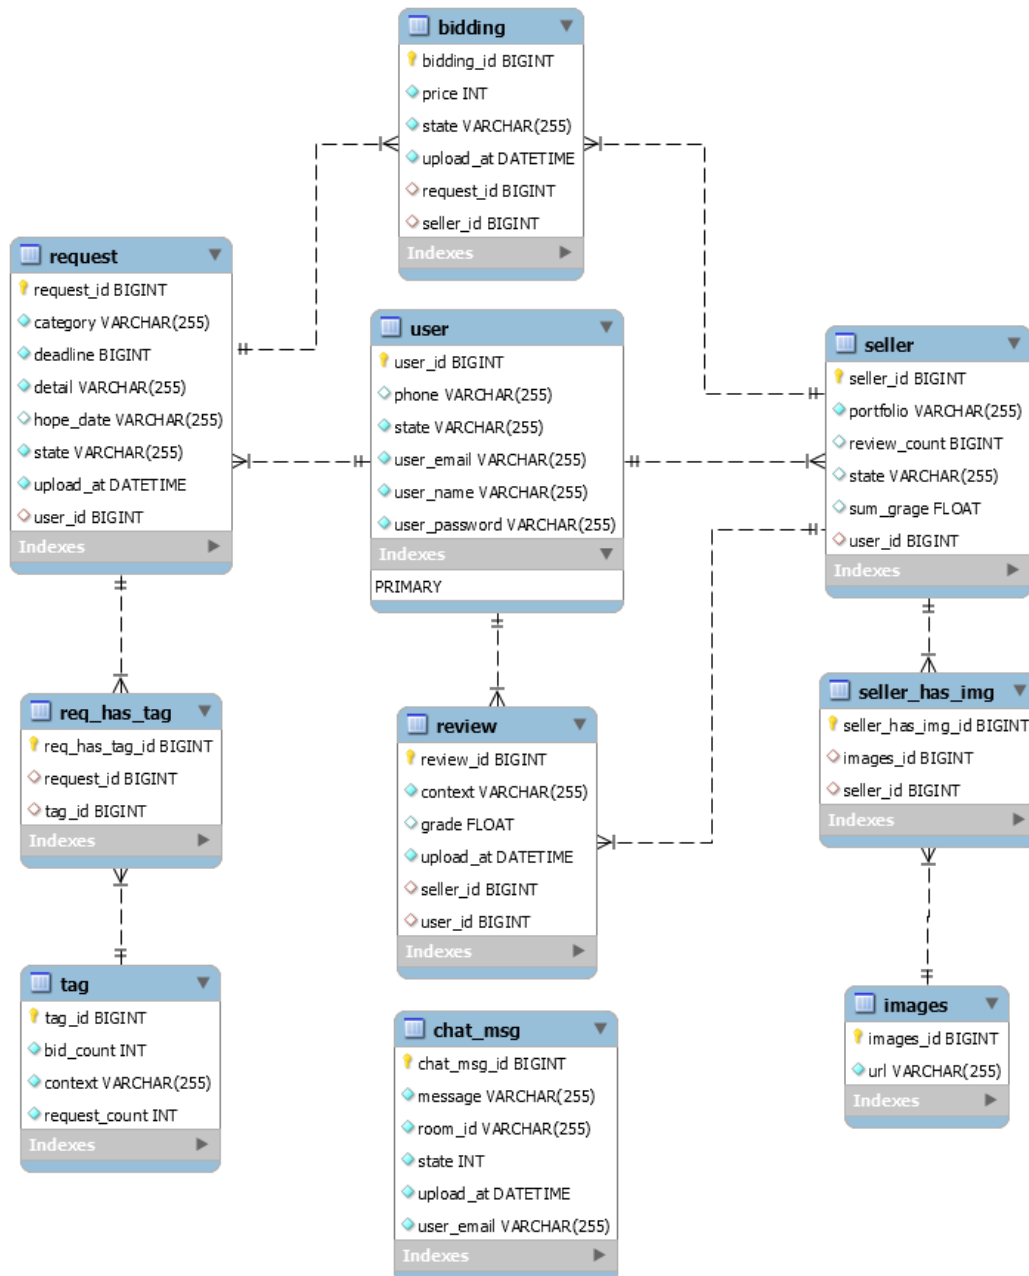 bidding
bidding_id BIGINT
price INT
state VARCHAR(255)
upload_at DATETIME
request_id BIGINT
seller_id BIGINT
Indexes
request
request_id BIGINT
category VARCHAR(255)
deadline BIGINT
detail VARCHAR(255)
hope_date VARCHAR(255)
state VARCHAR(255)
upload_at DATETIME
user_id BIGINT
Indexes
user
user_id BIGINT
phone VARCHAR(255)
state VARCHAR(255)
user_email VARCHAR(255)
user_name VARCHAR(255)
user_password VARCHAR(255)
Indexes
PRIMARY
seller
seller_id BIGINT
portfolio VARCHAR(255)
review_count BIGINT
state VARCHAR(255)
sum_grage FLOAT
user_id BIGINT
Indexes
req_has_tag
req_has_tag_id BIGINT
request_id BIGINT
tag_id BIGINT
Indexes
review
review_id BIGINT
context VARCHAR(255)
grade FLOAT
upload_at DATETIME
seller_id BIGINT
user_id BIGINT
Indexes
seller_has_img
seller_has_img_id BIGINT
images_id BIGINT
seller_id BIGINT
Indexes
tag
tag_id BIGINT
bid_count INT
context VARCHAR(255)
request_count INT
Indexes
chat_msg
chat_msg_id BIGINT
message VARCHAR(255)
room_id VARCHAR(255)
state INT
upload_at DATETIME
user_email VARCHAR(255)
Indexes
images
images_id BIGINT
url VARCHAR(255)
Indexes